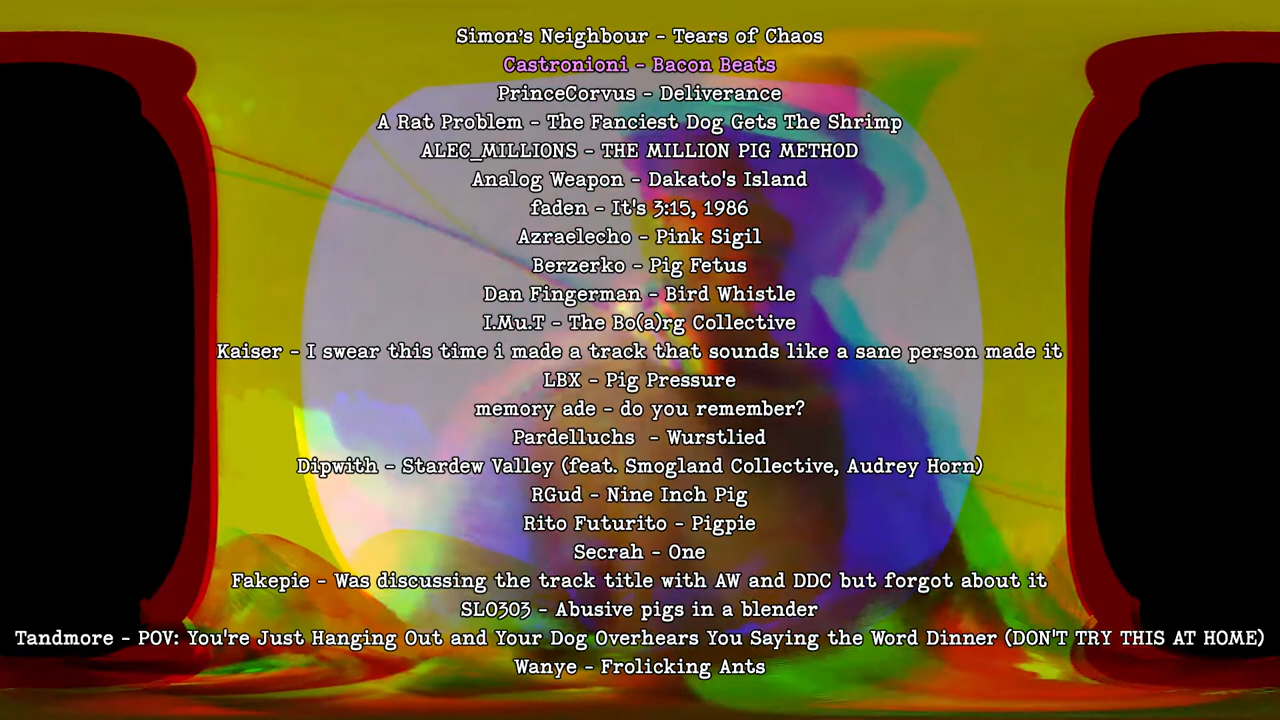 Simon's Neighbour - Tears of Chaos
Castronioni - Bacon Beats
PrinceCorvus - Deliverance
A Rat Problem - The Fanciest Dog Gets The Shrimp
ALEC_MILLIONS - THE MILLION PIG METHOD
Analog Weapon - Dakato's Island
faden - It's 3:15, 1986
Azraelecho - Pink Sigil
Berzerko - Pig Fetus
Dan Fingerman - Bird Whistle
I.Mu.T - The Bo(a)rg Collective
Kaiser - I swear this time i made a track that sounds like a sane person made it
LBX - Pig Pressure
memory ade - do you remember?
Pardelluchs  - Wurstlied
Dipwith - Stardew Valley (feat. Smogland Collective, Audrey Horn)
RGud - Nine Inch Pig
Rito Futurito - Pigpie
Secrah - One
Fakepie - Was discussing the track title with AW and DDC but forgot about it
SLO303 - Abusive pigs in a blender
Tandmore - POV: You're Just Hanging Out and Your Dog Overhears You Saying the Word Dinner (DON'T TRY THIS AT HOME)
Wanye - Frolicking Ants